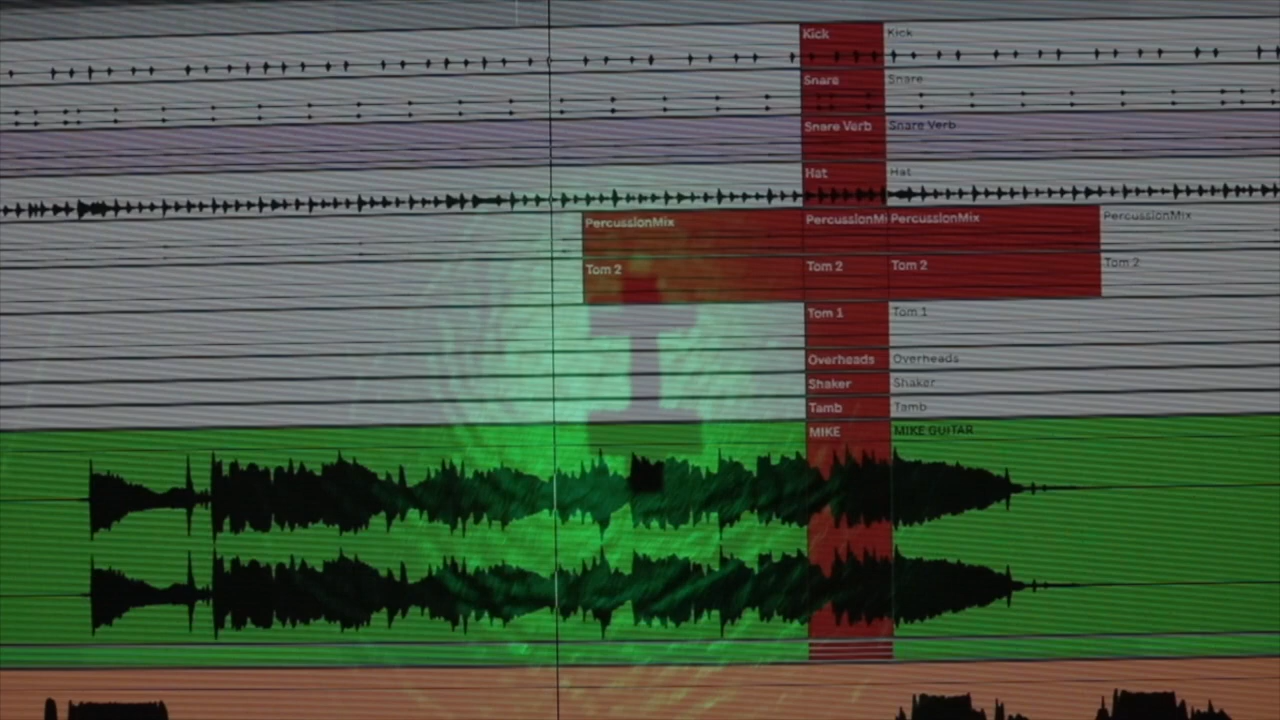 Kick Kick
Snare Snare
Snare Verb Snare Verb
Hat Hat
PercussionMix PercussionMi PercussionMix PercussionMix
Tom 2 Tom 2 Tom 2 Tom 2
Tom 1 Tom 1
Overheads Overheads
Shaker Shaker
Tamb Tamb
MIKE MIKE GUITAR